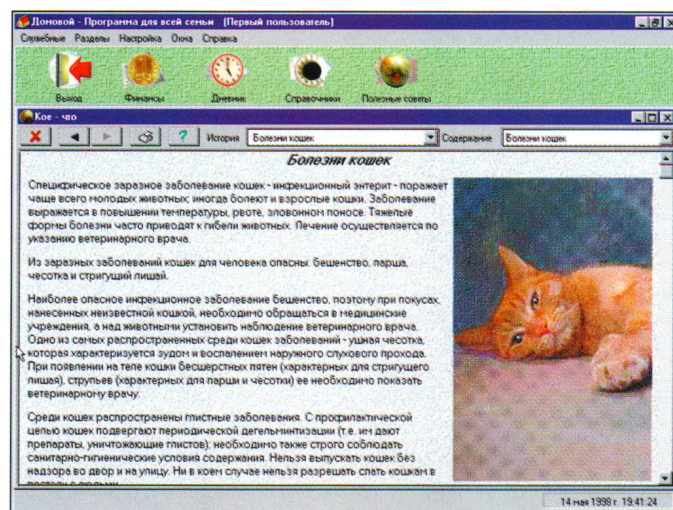 Домовой - Программа для всей семьи [Первый пользователь]
Служебные Разделы Настройка Окна Справка
Выход Финансы Дневник Справочники Полезные советы
Кое - что
История Болезни кошек Содержание Болезни кошек
Болезни кошек
Специфическое заразное заболевание кошек - инфекционный энтерит - поражает
чаще всего молодых животных; иногда болеют и взрослые кошки. Заболевание
выражается в повышении температуры, рвоте, зловонном поносе. Тяжелые
формы болезни часто приводят к гибели животных. Лечение осуществляется по
указанию ветеринарного врача.
Из заразных заболеваний кошек для человека опасны: бешенство, парша,
чесотка и стригущий лишай.
Наиболее опасное инфекционное заболевание бешенство, поэтому при покусах,
нанесенных неизвестной кошкой, необходимо обращаться в медицинские
учреждения, а над животными установить наблюдение ветеринарного врача.
Одно из самых распространенных среди кошек заболеваний - ушная чесотка,
которая характеризуется зудом и воспалением наружного слухового прохода.
При появлении на теле кошки бесшерстных пятен (характерных для стригущего
лишая), струпьев (характерных для парши и чесотки) ее необходимо показать
ветеринарному врачу.
Среди кошек распространены глистные заболевания. С профилактической
целью кошек подвергают периодической дегельминтизации (т.е. им дают
препараты, уничтожающие глистов); необходимо также строго соблюдать
санитарно-гигиенические условия содержания. Нельзя выпускать кошек без
надзора во двор и на улицу. Ни в коем случае нельзя разрешать спать кошкам в
постели с людьми.
14 мая 1998 г. 19:41:24